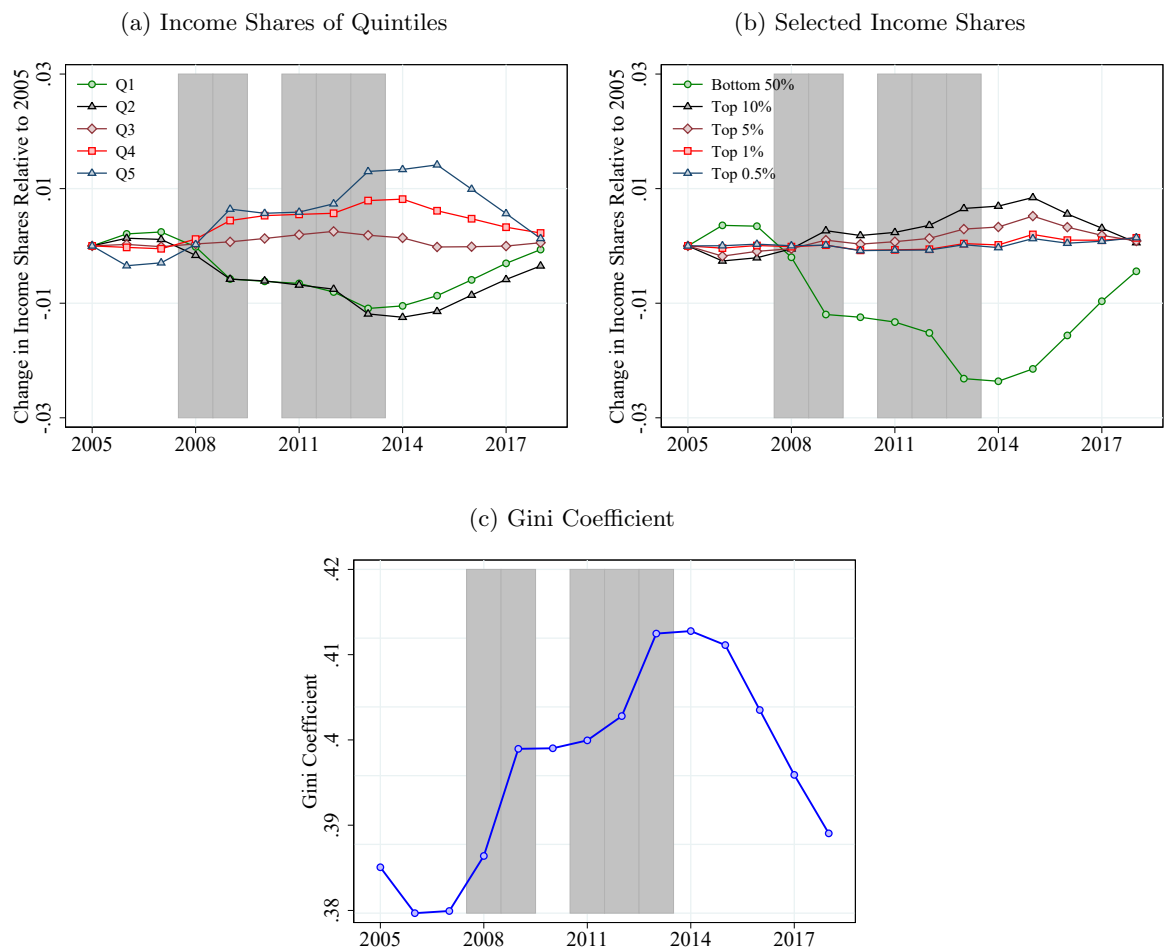 (a) Income Shares of Quintiles
Change in Income Shares Relative to 2005
.03
.01
-.01
-.03
Q1
Q2
Q3
Q4
Q5
2005 2008 2011 2014 2017
(b) Selected Income Shares
Change in Income Shares Relative to 2005
.03
.01
-.01
-.03
Bottom 50%
Top 10%
Top 5%
Top 1%
Top 0.5%
2005 2008 2011 2014 2017
(c) Gini Coefficient
Gini Coefficient
.42
.41
.4
.39
.38
2005 2008 2011 2014 2017